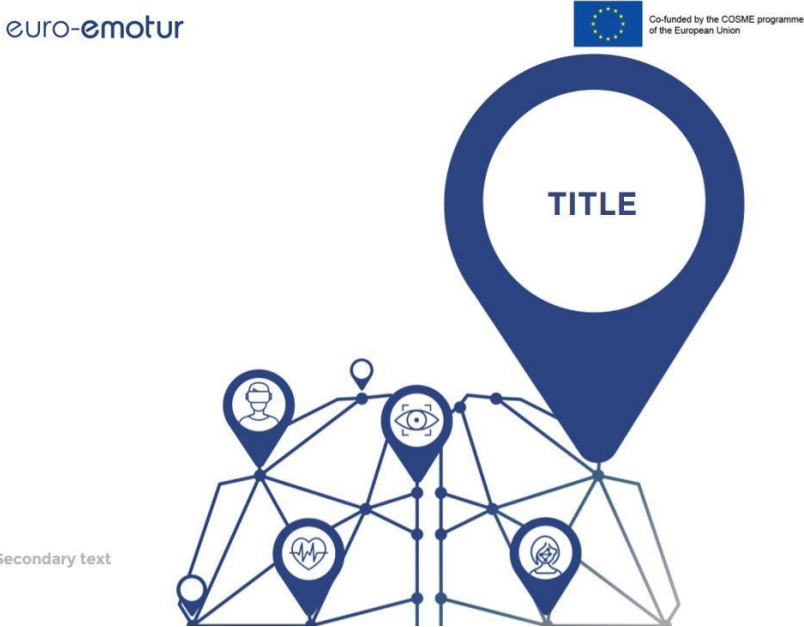 euro-emotur
Co-funded by the COSME programme
of the European Union
TITLE
Secondary text